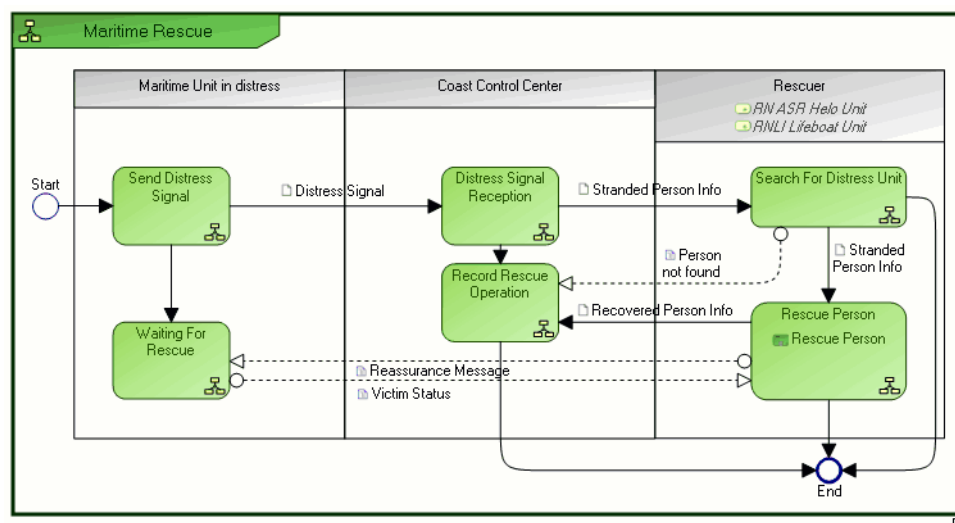 Maritime Rescue
Maritime Unit in distress
Coast Control Center
Rescuer
RN ASR Helo Unit
RNLI Lifeboat Unit
Start
Send Distress
Signal
Distress Signal
Distress Signal
Reception
Stranded Person Info
Search For Distress Unit
Person
not found
Stranded
Person Info
Record Rescue
Operation
Recovered Person Info
Rescue Person
Rescue Person
Waiting For
Rescue
Reassurance Message
Victim Status
End